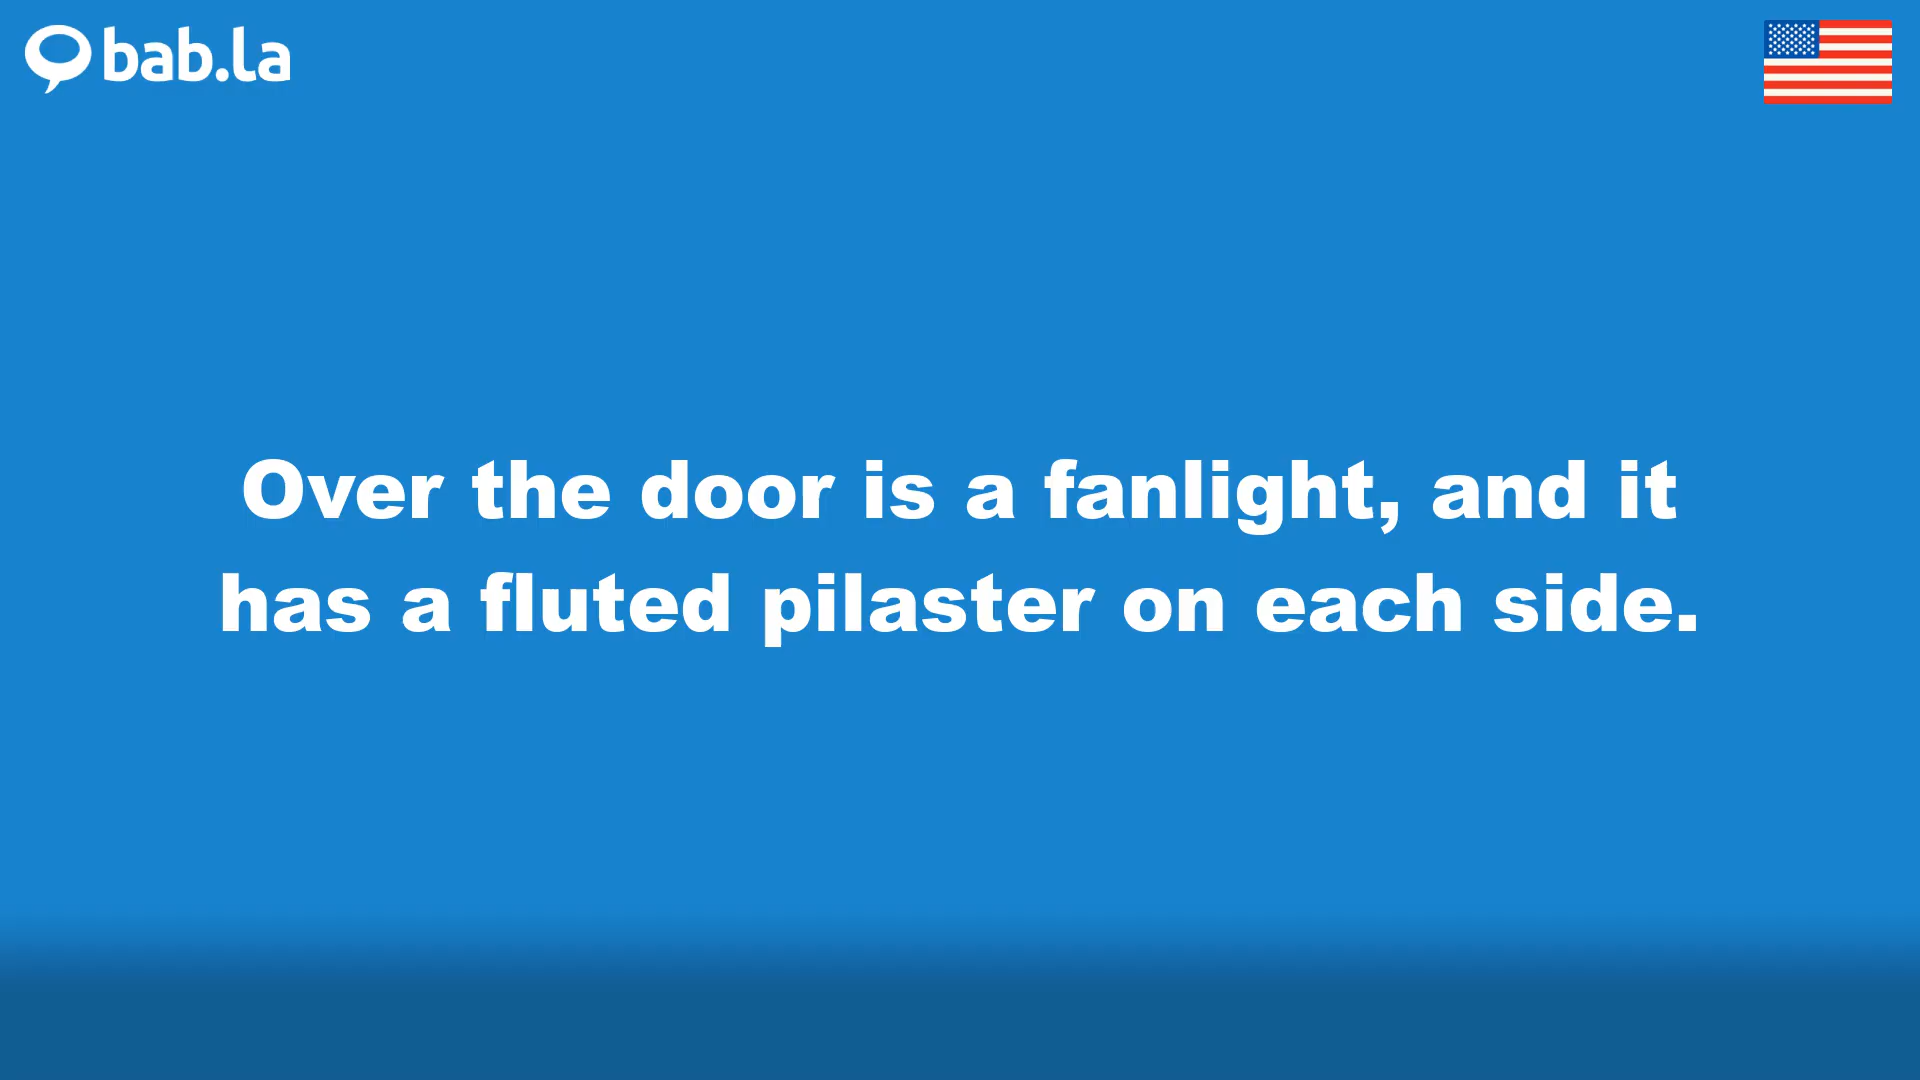 bab.la
Over the door is a fanlight, and it
has a fluted pilaster on each side.